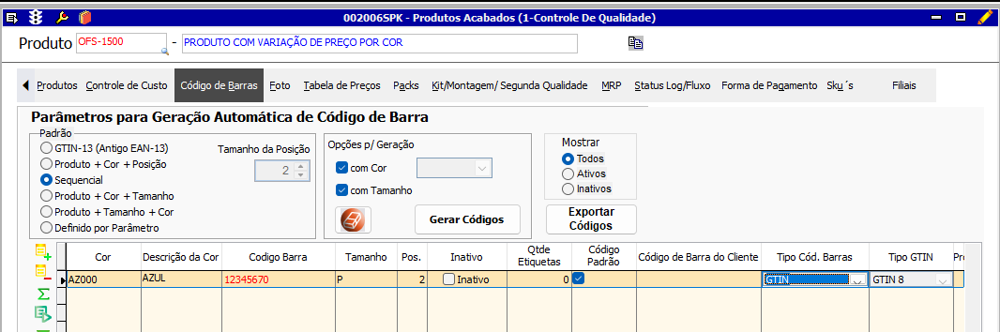 002006SPK - Produtos Acabados (1-Controle De Qualidade)
Produto OFS-1500 - PRODUTO COM VARIAÇÃO DE PREÇO POR COR
Produtos Controle de Custo Código de Barras Foto Tabela de Preços Packs Kit/Montagem/ Segunda Qualidade MRP Status Log/Fluxo Forma de Pagamento Sku´s Filiais
Parâmetros para Geração Automática de Código de Barra
Padrão
GTIN-13 (Antigo EAN-13)
Produto + Cor + Posição
Sequencial
Produto + Cor + Tamanho
Produto + Tamanho + Cor
Definido por Parâmetro
Tamanho da Posição
2
Opções p/ Geração
com Cor
com Tamanho
Gerar Códigos
Mostrar
Todos
Ativos
Inativos
Exportar
Códigos
Cor Descrição da Cor Codigo Barra Tamanho Pos. Inativo Qtde Etiquetas Código Padrão Código de Barra do Cliente Tipo Cód. Barras Tipo GTIN
AZ000 AZUL 12345670 P 2 Inativo 0 GTIN GTIN 8